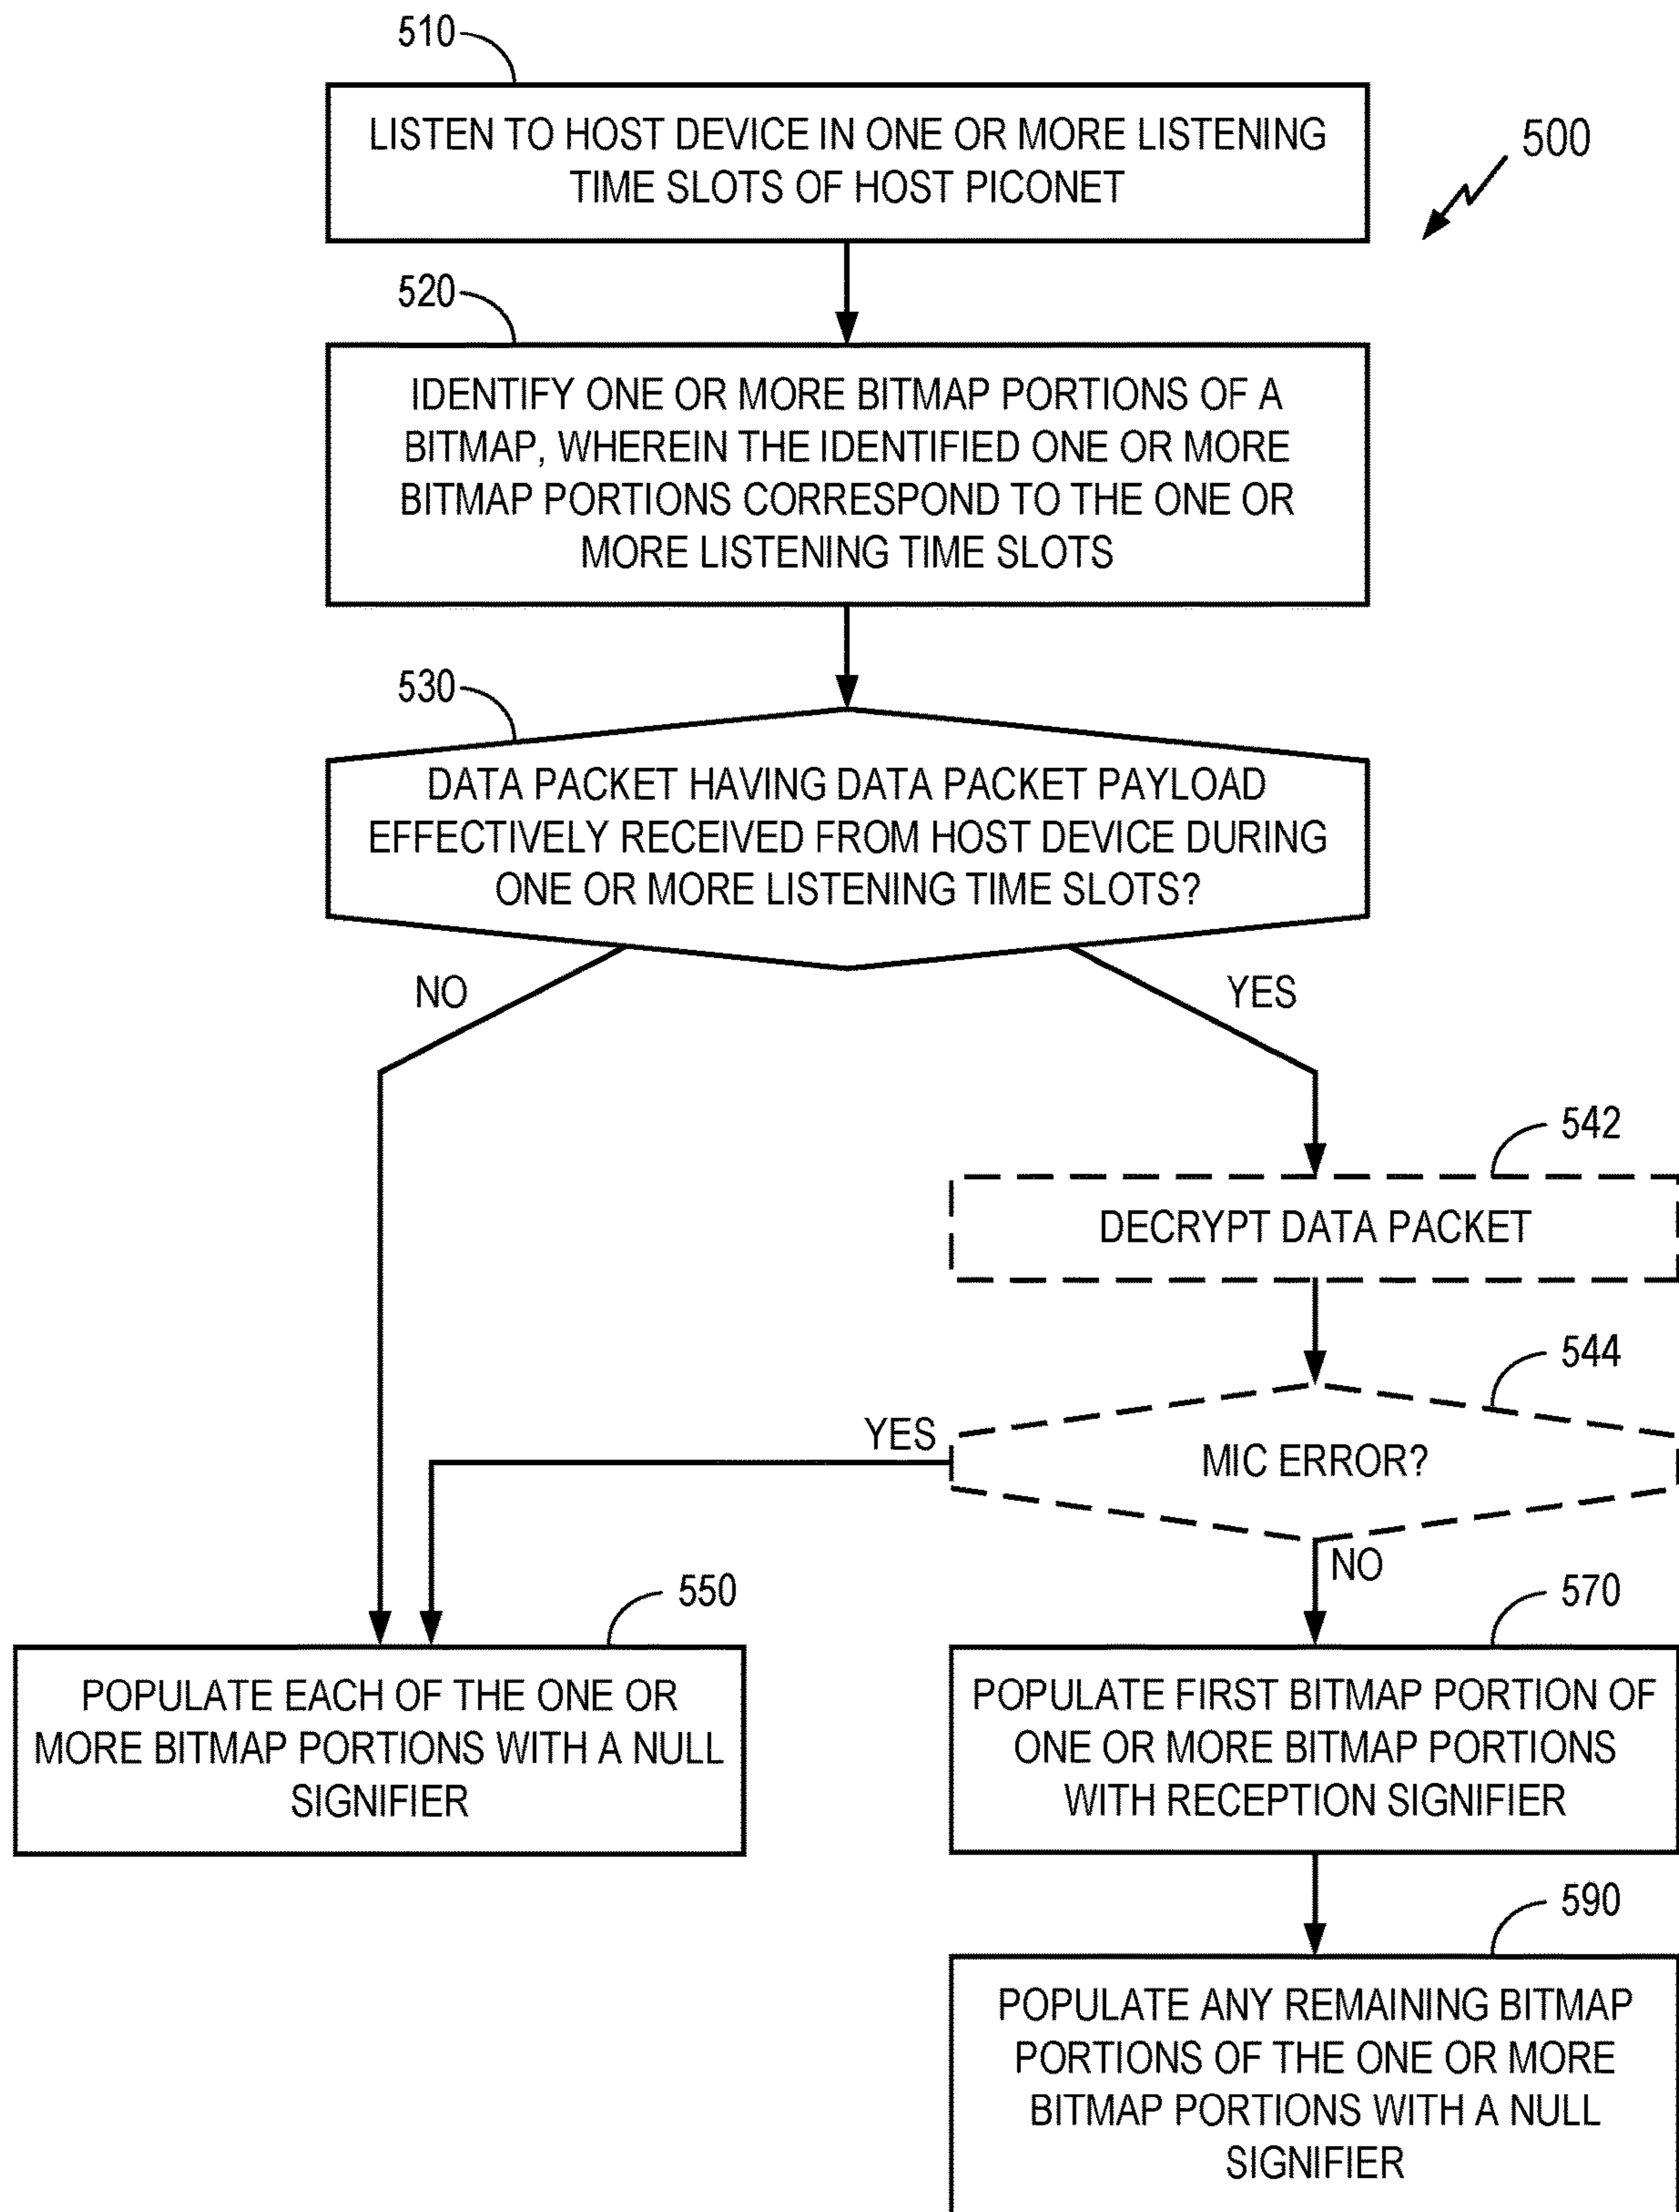 510
LISTEN TO HOST DEVICE IN ONE OR MORE LISTENING
TIME SLOTS OF HOST PICONET
500
520
IDENTIFY ONE OR MORE BITMAP PORTIONS OF A
BITMAP, WHEREIN THE IDENTIFIED ONE OR MORE
BITMAP PORTIONS CORRESPOND TO THE ONE OR
MORE LISTENING TIME SLOTS
530
DATA PACKET HAVING DATA PACKET PAYLOAD
EFFECTIVELY RECEIVED FROM HOST DEVICE DURING
ONE OR MORE LISTENING TIME SLOTS?
NO
YES
542
DECRYPT DATA PACKET
544
YES
MIC ERROR?
NO
550
POPULATE EACH OF THE ONE OR
MORE BITMAP PORTIONS WITH A NULL
SIGNIFIER
570
POPULATE FIRST BITMAP PORTION OF
ONE OR MORE BITMAP PORTIONS
WITH RECEPTION SIGNIFIER
590
POPULATE ANY REMAINING BITMAP
PORTIONS OF THE ONE OR MORE
BITMAP PORTIONS WITH A NULL
SIGNIFIER